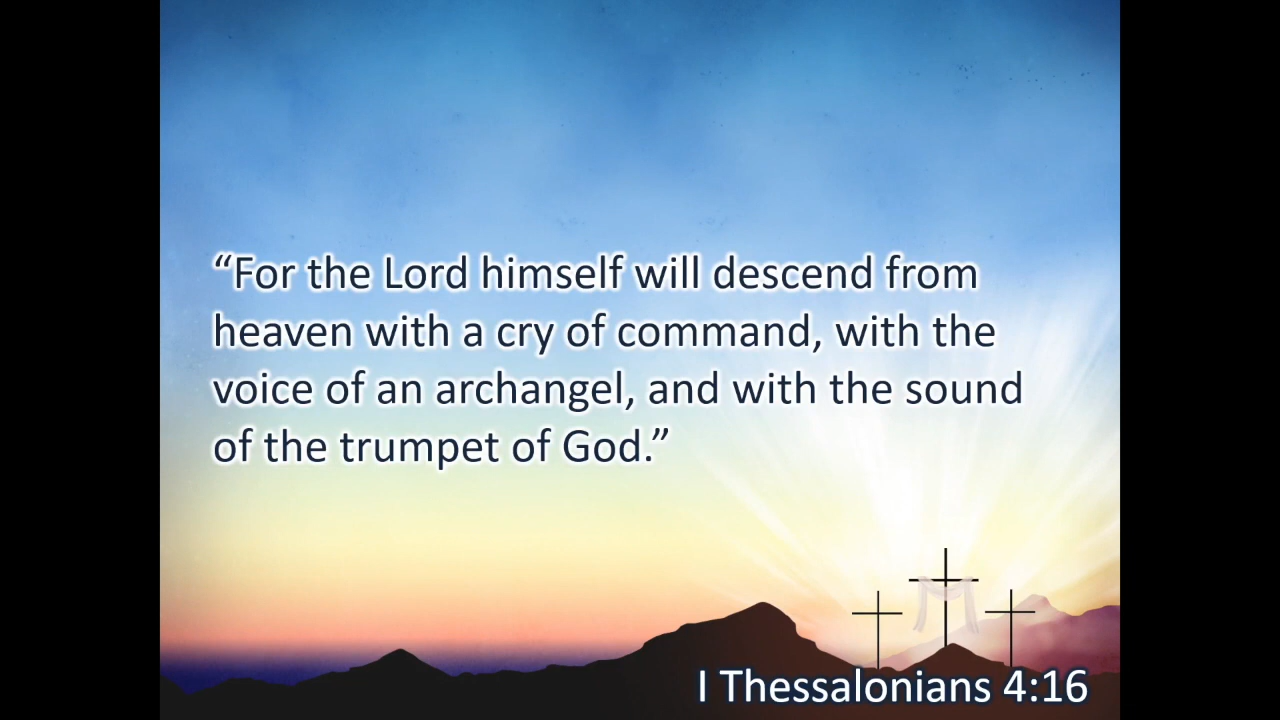 “For the Lord himself will descend from
heaven with a cry of command, with the
voice of an archangel, and with the sound
of the trumpet of God.”
I Thessalonians 4:16